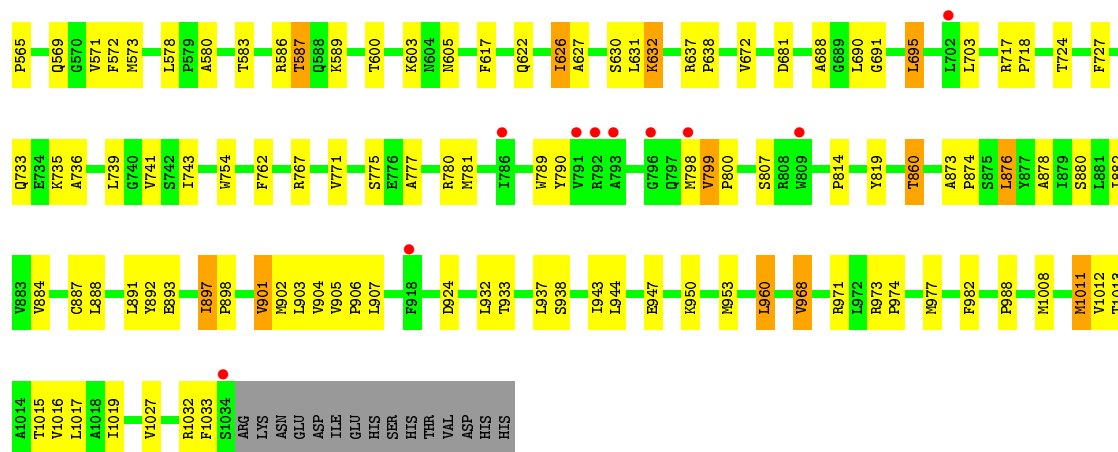 P565 Q569 G570 V571 F572 M573 L578 P579 A580 T583 R586 T587 Q588 K589 T600 K603 N604 N605 F617 Q622 I626 A627 S630 L631 K632 R637 P638 V672 D681 A688 G689 L690 G691 L695 L702 L703 R717 P718 T724 F727
Q733 E734 K735 A736 L739 G740 V741 S742 I743 W754 F762 R767 V771 S775 E776 A777 R780 M781 I786 W789 Y790 V791 R792 A793 G796 Q797 M798 V799 P800 S807 R808 W809 P814 Y819 T860 A873 P874 S875 L876 Y877 A878 I879 S880 L881
V883 V884 C887 L888 L891 Y892 E893 I897 P898 V901 M902 L903 V904 V905 P906 L907 F918 D924 L932 T933 L937 S938 I943 L944 E947 K950 M953 L960 V968 R971 L972 R973 P974 M977 F982 P988 M1008 M1011 V1012
A1014 T1015 V1016 L1017 A1018 I1019 V1027 R1032 F1033 S1034 ARG LYS ASN GLU ASP ILE GLU HIS SER HIS THR VAL ASP HIS HIS